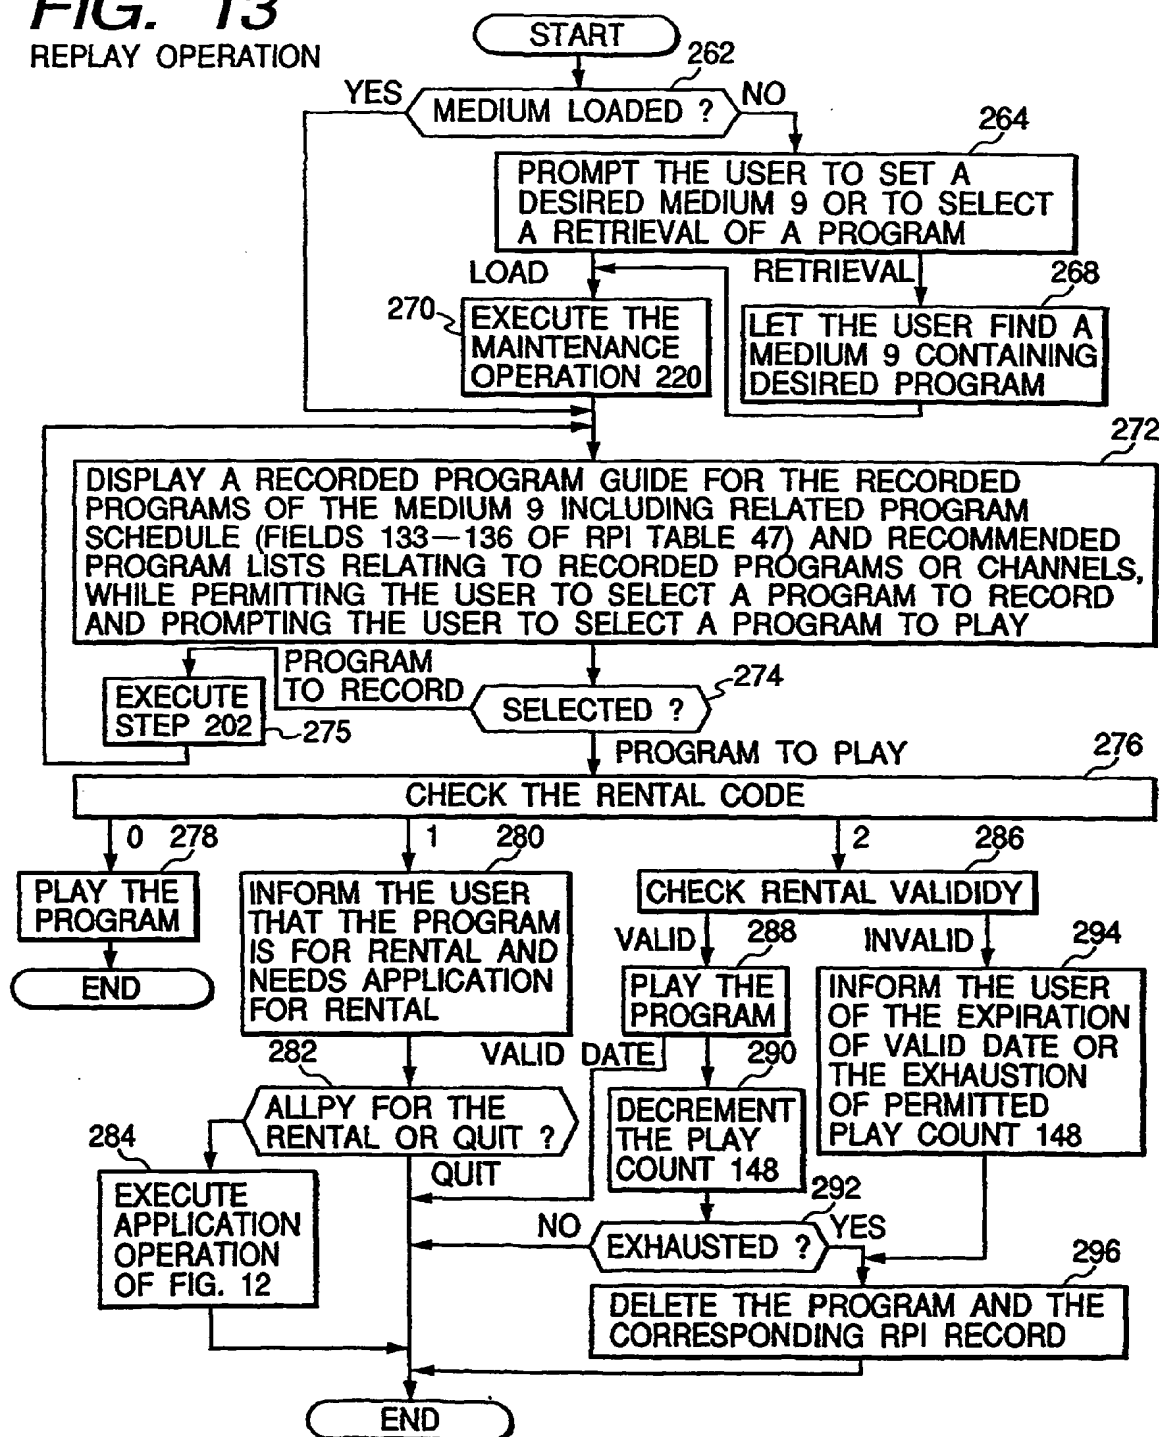 FIG. 13
REPLAY OPERATION
START
262
YES
MEDIUM LOADED ?
NO
264
PROMPT THE USER TO SET A
DESIRED MEDIUM 9 OR TO SELECT
A RETRIEVAL OF A PROGRAM
LOAD
RETRIEVAL
268
270
EXECUTE THE
MAINTENANCE
OPERATION 220
LET THE USER FIND A
MEDIUM 9 CONTAINING
DESIRED PROGRAM
272
DISPLAY A RECORDED PROGRAM GUIDE FOR THE RECORDED
PROGRAMS OF THE MEDIUM 9 INCLUDING RELATED PROGRAM
SCHEDULE (FIELDS 133—136 OF RPI TABLE 47) AND RECOMMENDED
PROGRAM LISTS RELATING TO RECORDED PROGRAMS OR CHANNELS,
WHILE PERMITTING THE USER TO SELECT A PROGRAM TO RECORD
AND PROMPTING THE USER TO SELECT A PROGRAM TO PLAY
PROGRAM
TO RECORD
274
EXECUTE
STEP 202
275
SELECTED ?
PROGRAM TO PLAY
276
CHECK THE RENTAL CODE
0
278
1
280
2
286
PLAY THE
PROGRAM
END
INFORM THE USER
THAT THE PROGRAM
IS FOR RENTAL AND
NEEDS APPLICATION
FOR RENTAL
CHECK RENTAL VALIDIDY
VALID
288
INVALID
294
PLAY THE
PROGRAM
INFORM THE USER
OF THE EXPIRATION
OF VALID DATE OR
THE EXHAUSTION
OF PERMITTED
PLAY COUNT 148
282
VALID DATE
290
ALLPY FOR THE
RENTAL OR QUIT ?
DECREMENT
THE PLAY
COUNT 148
284
QUIT
EXECUTE
APPLICATION
OPERATION
OF FIG. 12
292
NO
EXHAUSTED ?
YES
296
DELETE THE PROGRAM AND THE
CORRESPONDING RPI RECORD
END